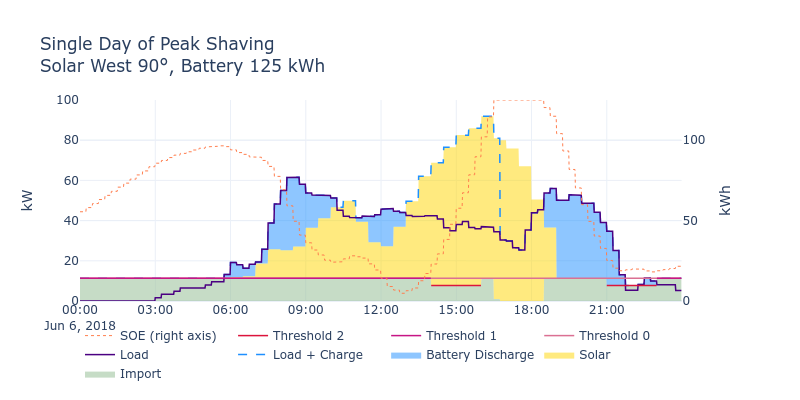 Single Day of Peak Shaving
Solar West 90°, Battery 125 kWh
100
80
60
40
20
0
kW
100
50
0
kWh
00:00 03:00 06:00 09:00 12:00 15:00 18:00 21:00
Jun 6, 2018
SOE (right axis) Threshold 2 Threshold 1 Threshold 0
Load Load + Charge Battery Discharge Solar
Import